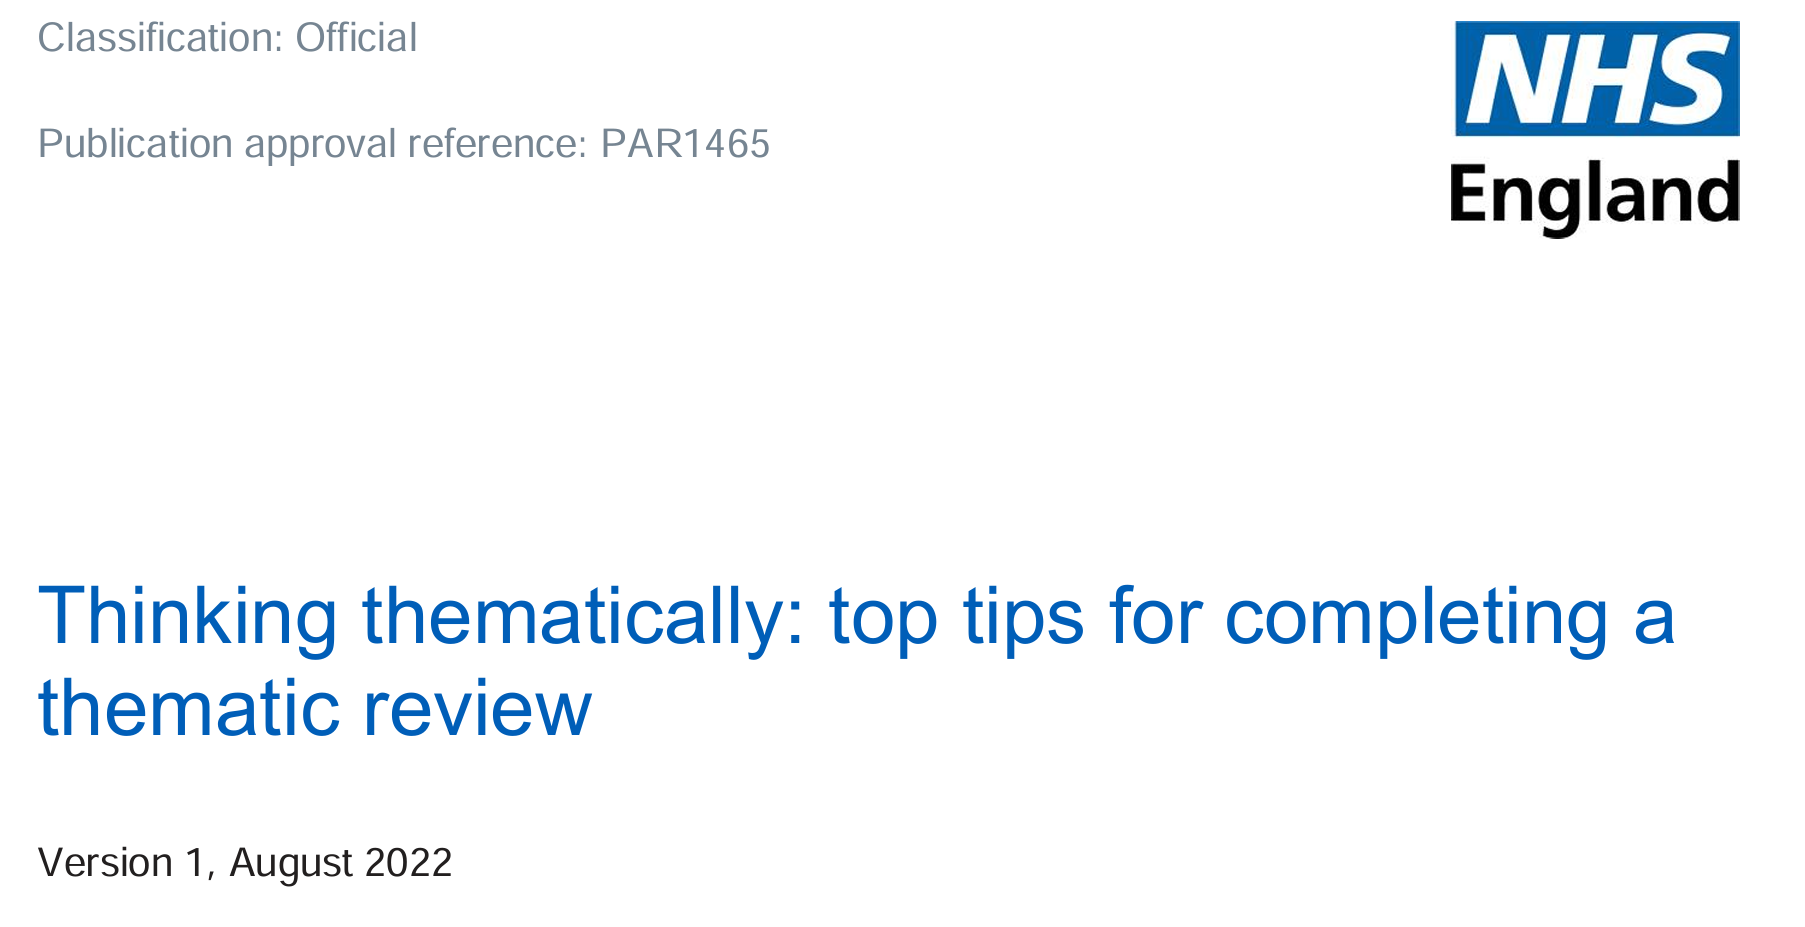 Classification: Official
NHS
England
Publication approval reference: PAR1465
Thinking thematically: top tips for completing a
thematic review
Version 1, August 2022